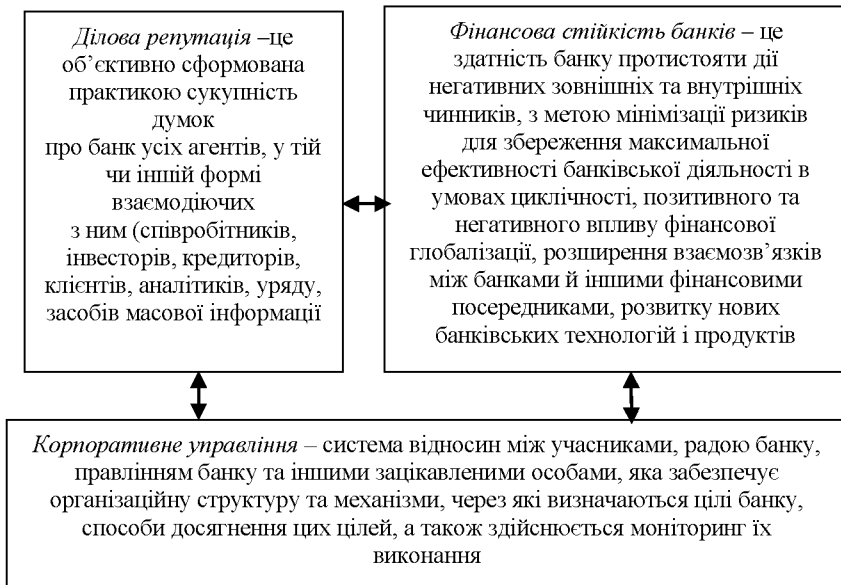 Ділова репутація –це
об’єктивно сформована
практикою сукупність
думок
про банк усіх агентів, у тій
чи іншій формі
взаємодіючих
з ним (співробітників,
інвесторів, кредиторів,
клієнтів, аналітиків, уряду,
засобів масової інформації
Фінансова стійкість банків – це
здатність банку протистояти дії
негативних зовнішніх та внутрішніх
чинників, з метою мінімізації ризиків
для збереження максимальної
ефективності банківської діяльності в
умовах циклічності, позитивного та
негативного впливу фінансової
глобалізації, розширення взаємозв’язків
між банками й іншими фінансовими
посередниками, розвитку нових
банківських технологій і продуктів
Корпоративне управління – система відносин між учасниками, радою банку,
правлінням банку та іншими зацікавленими особами, яка забезпечує
організаційну структуру та механізми, через які визначаються цілі банку,
способи досягнення цих цілей, а також здійснюється моніторинг їх
виконання